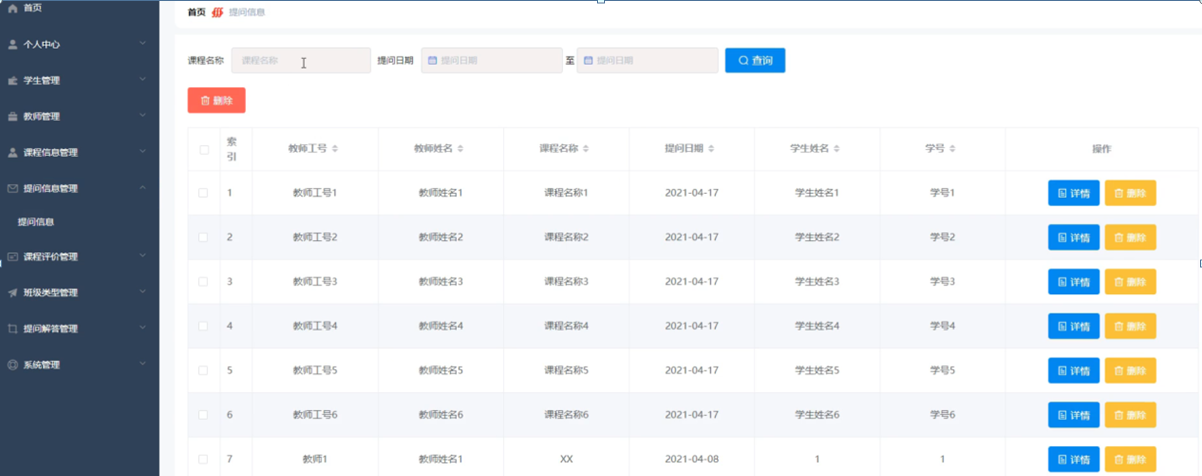 首页
个人中心
学生管理
教师管理
课程信息管理
提问信息管理
提问信息
课程评价管理
班级类型管理
提问解答管理
系统管理
首页 提问信息
课程名称 课程名称 提问日期 提问日期 至 提问日期 查询
删除
索引 教师工号 教师姓名 课程名称 提问日期 学生姓名 学号 操作
1 教师工号1 教师姓名1 课程名称1 2021-04-17 学生姓名1 学号1 详情 删除
2 教师工号2 教师姓名2 课程名称2 2021-04-17 学生姓名2 学号2 详情 删除
3 教师工号3 教师姓名3 课程名称3 2021-04-17 学生姓名3 学号3 详情 删除
4 教师工号4 教师姓名4 课程名称4 2021-04-17 学生姓名4 学号4 详情 删除
5 教师工号5 教师姓名5 课程名称5 2021-04-17 学生姓名5 学号5 详情 删除
6 教师工号6 教师姓名6 课程名称6 2021-04-17 学生姓名6 学号6 详情 删除
7 教师1 教师姓名1 XX 2021-04-08 1 1 详情 删除